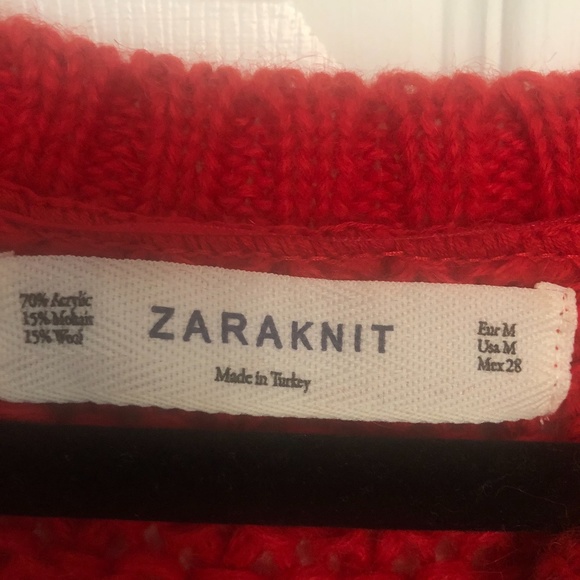 70% Acrylic
15% Mohair
15% Wool
ZARAKNIT
Made in Turkey
Eur M
Usa M
Mex 28